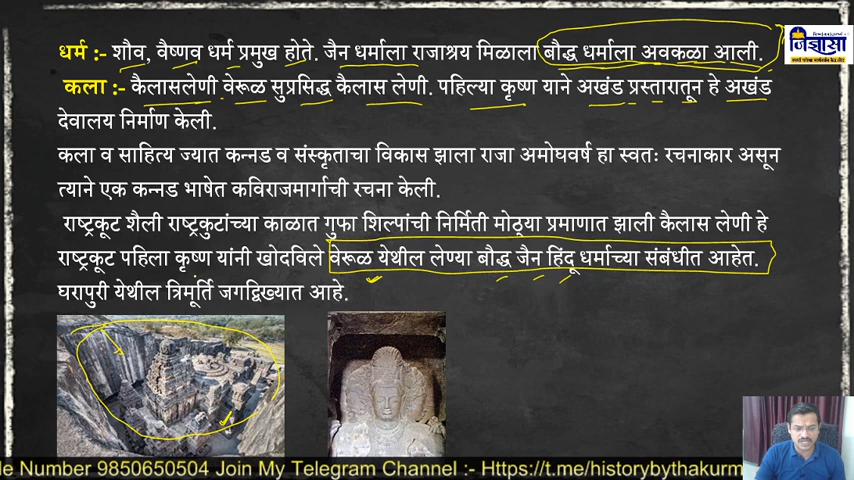 धर्म :- शौव, वैष्णव धर्म प्रमुख होते. जैन धर्माला राजाश्रय मिळाला बौद्ध धर्माला अवकळा आली.
कला :- कैलासलेणी वेरूळ सुप्रसिद्ध कैलास लेणी. पहिल्या कृष्ण याने अखंड प्रस्तारातून हे अखंड
देवालय निर्माण केली.
कला व साहित्य ज्यात कन्नड व संस्कृताचा विकास झाला राजा अमोघवर्ष हा स्वतः रचनाकार असून
त्याने एक कन्नड भाषेत कविराजमार्गाची रचना केली.
राष्ट्रकूट शैली राष्ट्रकुटांच्या काळात गुफा शिल्पांची निर्मिती मोठ्या प्रमाणात झाली कैलास लेणी हे
राष्ट्रकूट पहिला कृष्ण यांनी खोदविले वेरूळ येथील लेण्या बौद्ध जैन हिंदू धर्माच्या संबंधीत आहेत.
घरापुरी येथील त्रिमूर्ति जगद्विख्यात आहे.
जिज्ञासा
le Number 9850650504 Join My Telegram Channel :- Https://t.me/historybythakurm